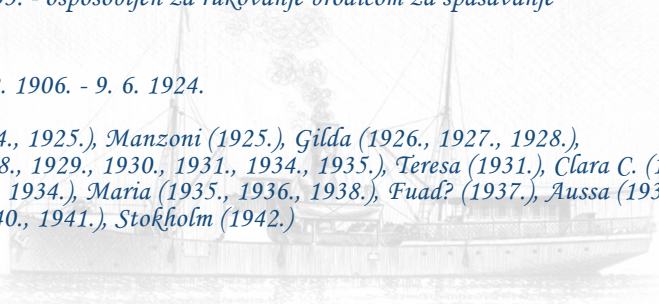 . - osposobljen za rukovanje brodicom za spašavanje
. 1906. - 9. 6. 1924.
4., 1925.), Manzoni (1925.), Gilda (1926., 1927., 1928.),
8., 1929., 1930., 1931., 1934., 1935.), Teresa (1931.), Clara C. (1
1934.), Maria (1935., 1936., 1938.), Fuad? (1937.), Aussa (193
40., 1941.), Stokholm (1942.)